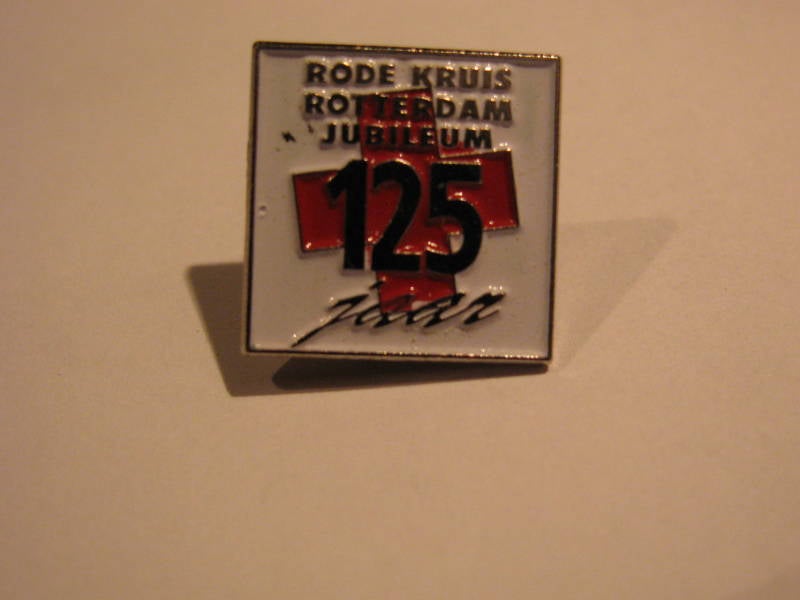 RODE KRUIS
ROTTERDAM
JUBILEUM
125
jaar